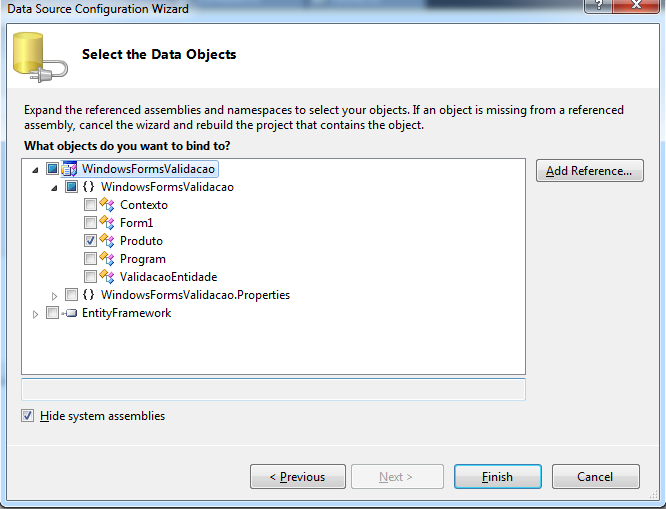 Data Source Configuration Wizard
?
Select the Data Objects
Expand the referenced assemblies and namespaces to select your objects. If an object is missing from a referenced
assembly, cancel the wizard and rebuild the project that contains the object.
What objects do you want to bind to?
WindowsFormsValidacao
Add Reference...
{} WindowsFormsValidacao
Contexto
Form1
Produto
Program
ValidacaoEntidade
{} WindowsFormsValidacao.Properties
EntityFramework
Hide system assemblies
< Previous
Next >
Finish
Cancel